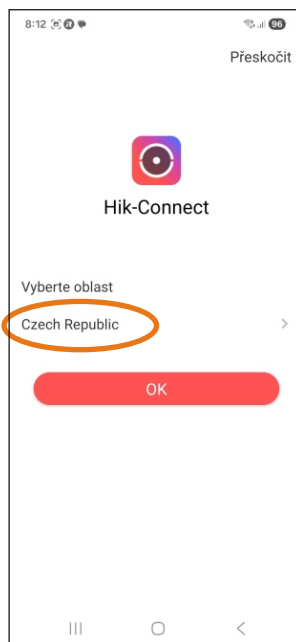 8:12
96
Přeskočit
Hik-Connect
Vyberte oblast
Czech Republic
OK